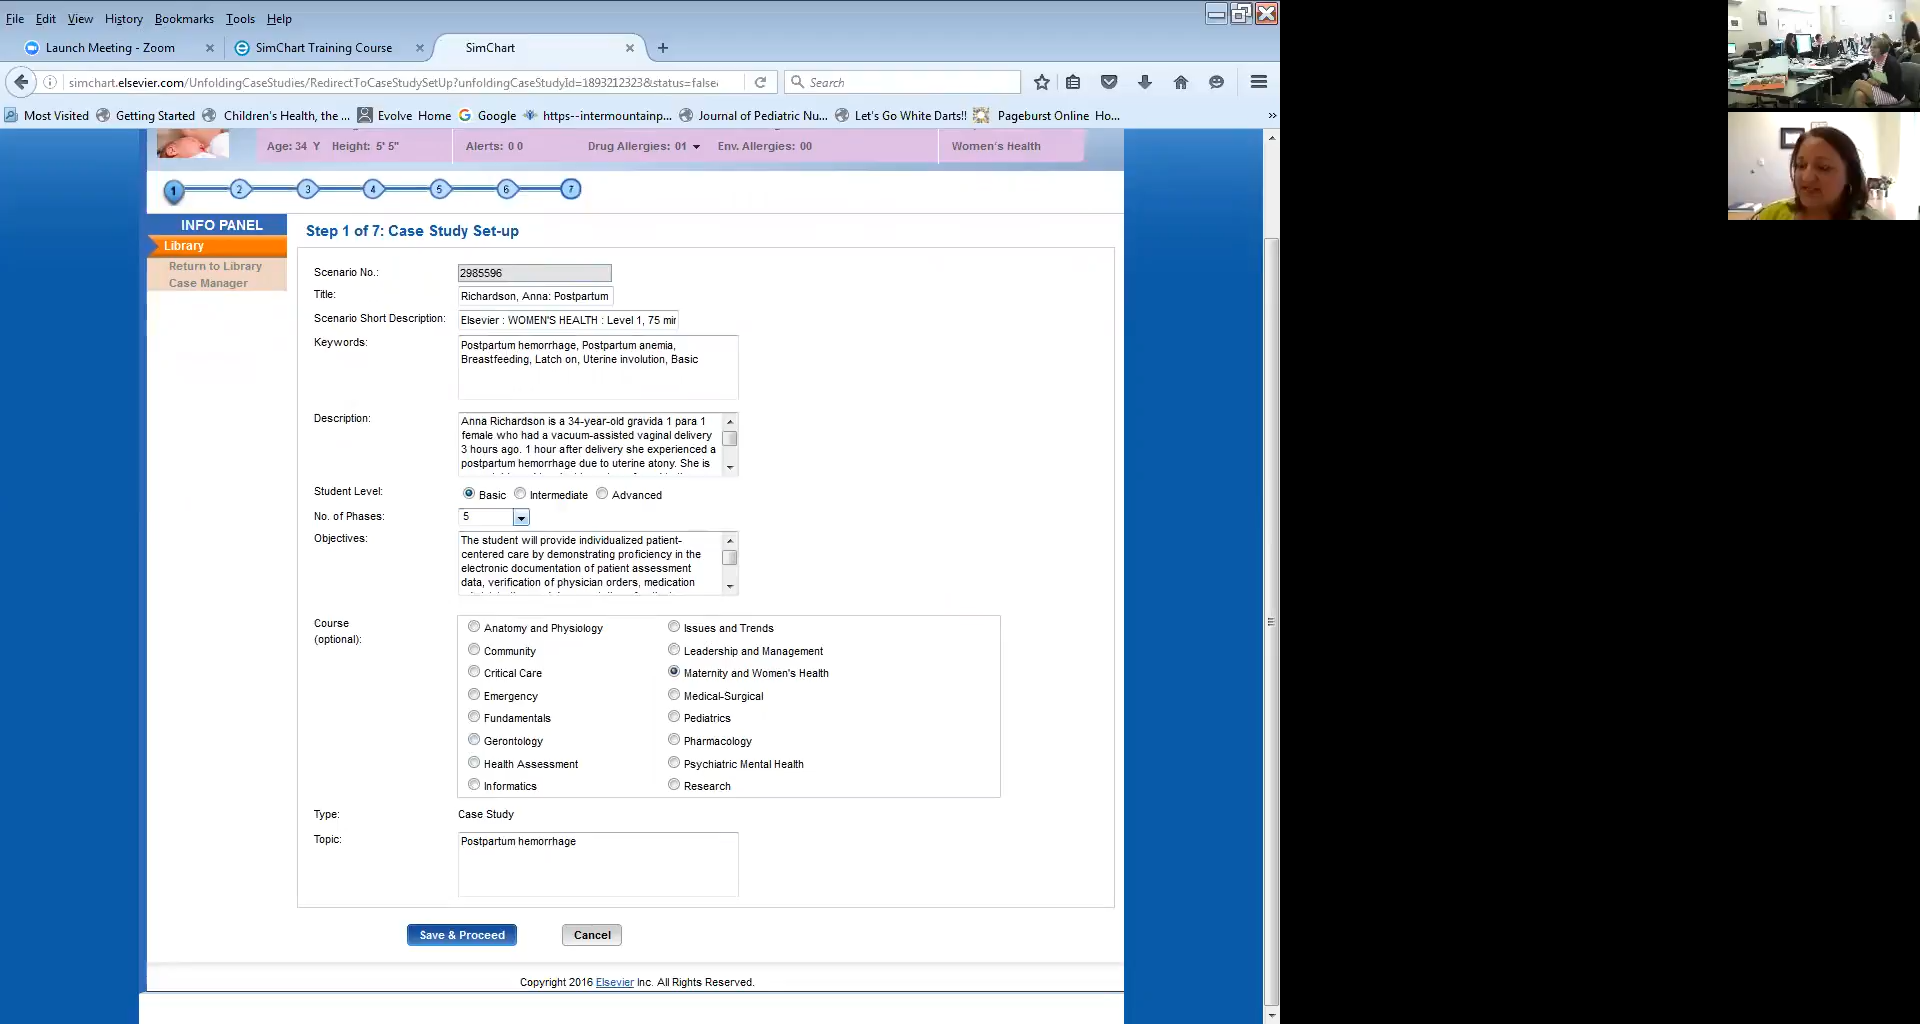 File Edit View History Bookmarks Tools Help
Launch Meeting - Zoom
SimChart Training Course
SimChart
simchart.elsevier.com/UnfoldingCaseStudies/RedirectToCaseStudySetUp?unfoldingCaseStudyId=1893212323&status=false
Search
Most Visited Getting Started Children's Health, the ... Evolve Home Google https--intermountainp... Journal of Pediatric Nu... Let's Go White Darts!! Pageburst Online Ho... »
Age: 34 Y Height: 5' 5" Alerts: 0 0 Drug Allergies: 01 Env. Allergies: 00 Women's Health
1 2 3 4 5 6 7
INFO PANEL
Library
Return to Library
Case Manager
Step 1 of 7: Case Study Set-up
Scenario No.: 2985596
Title: Richardson, Anna: Postpartum
Scenario Short Description: Elsevier : WOMEN'S HEALTH : Level 1, 75 min
Keywords: Postpartum hemorrhage, Postpartum anemia,
Breastfeeding, Latch on, Uterine involution, Basic
Description: Anna Richardson is a 34-year-old gravida 1 para 1
female who had a vacuum-assisted vaginal delivery
3 hours ago. 1 hour after delivery she experienced a
postpartum hemorrhage due to uterine atony. She is
Student Level: Basic Intermediate Advanced
No. of Phases: 5
Objectives: The student will provide individualized patient-
centered care by demonstrating proficiency in the
electronic documentation of patient assessment
data, verification of physician orders, medication
Course
(optional):
Anatomy and Physiology Issues and Trends
Community Leadership and Management
Critical Care Maternity and Women's Health
Emergency Medical-Surgical
Fundamentals Pediatrics
Gerontology Pharmacology
Health Assessment Psychiatric Mental Health
Informatics Research
Type: Case Study
Topic: Postpartum hemorrhage
Save & Proceed Cancel
Copyright 2016 Elsevier Inc. All Rights Reserved.